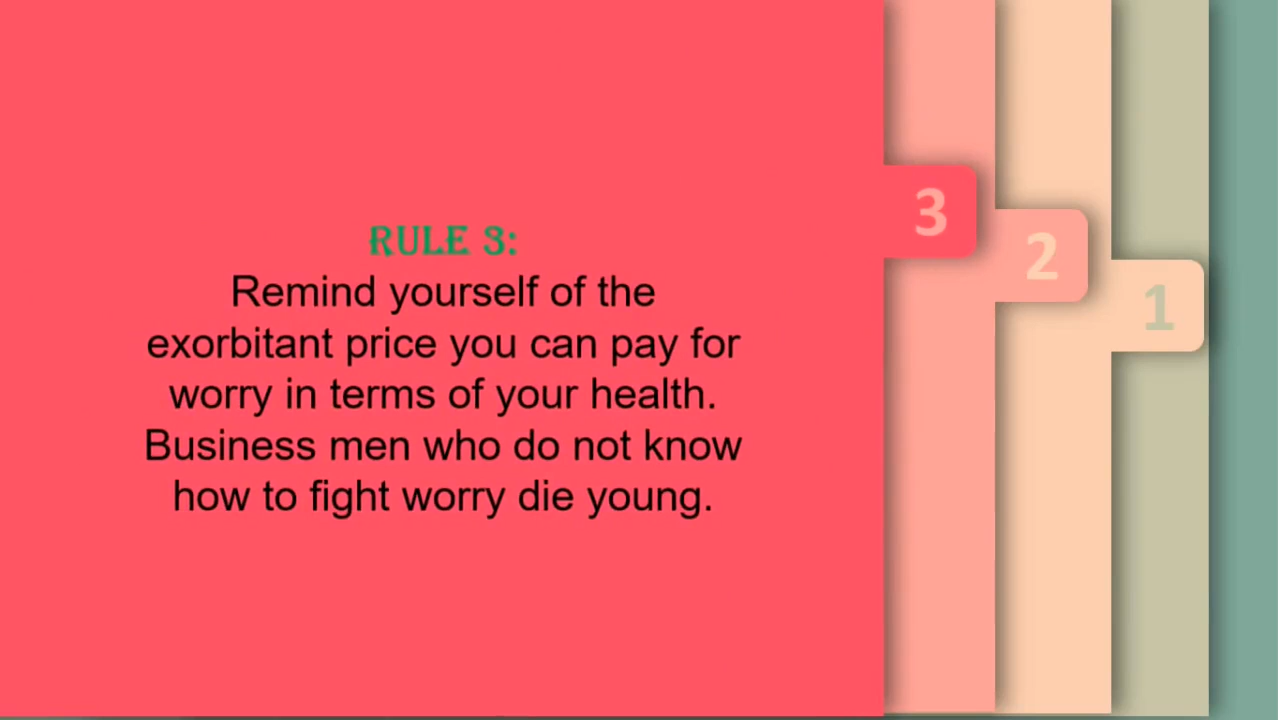 RULE 3:
Remind yourself of the
exorbitant price you can pay for
worry in terms of your health.
Business men who do not know
how to fight worry die young.
3
2
1